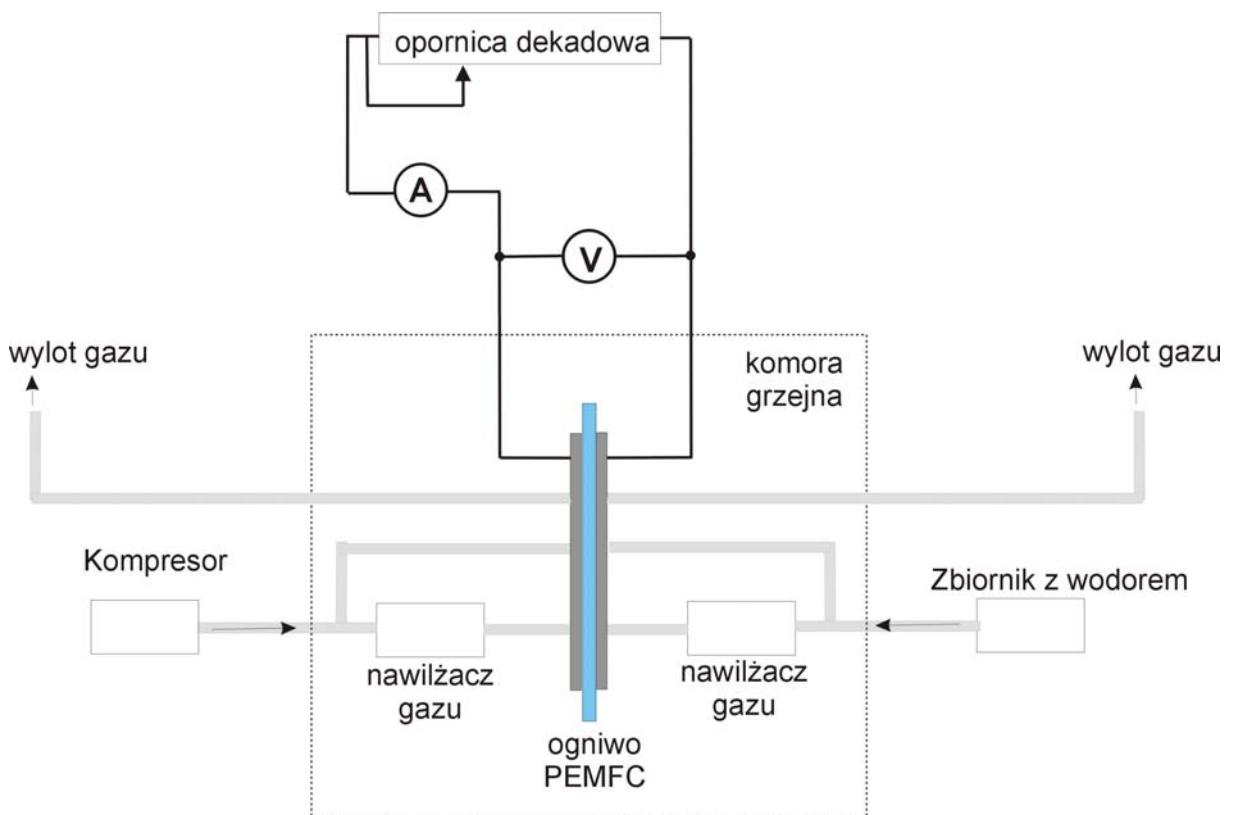 opornica dekadowa
A
V
wylot gazu
komora
grzejna
wylot gazu
Kompresor
Zbiornik z wodorem
nawilżacz
gazu
nawilżacz
gazu
ogniwo
PEMFC